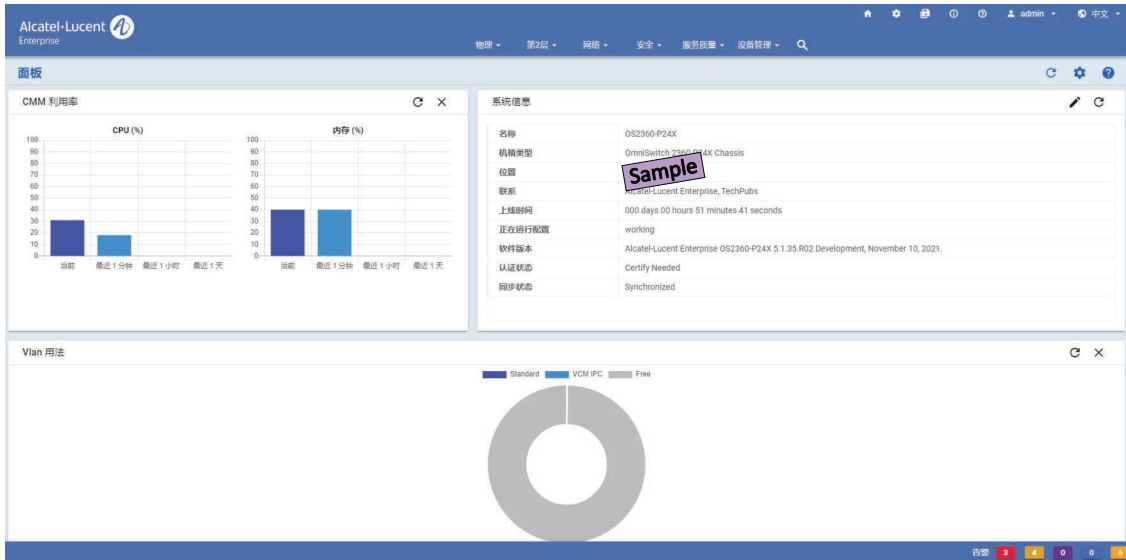 Alcatel·Lucent
Enterprise
admin
中文
物理
第2层
网络
安全
服务质量
设备管理
面板
CMM 利用率
CPU (%)
100
90
80
70
60
50
40
30
20
10
0
当前
最近 1 分钟
最近 1 小时
最近 1 天
内存 (%)
100
90
80
70
60
50
40
30
20
10
0
当前
最近 1 分钟
最近 1 小时
最近 1 天
系统信息
名称 OS2360-P24X
机箱类型 OmniSwitch 2360-P24X Chassis
位置
Sample
联系 Alcatel-Lucent Enterprise, TechPubs
上线时间 000 days 00 hours 51 minutes 41 seconds
正在运行配置 working
软件版本 Alcatel-Lucent Enterprise OS2360-P24X 5.1.35.R02 Development, November 10, 2021.
认证状态 Certify Needed
同步状态 Synchronized
Vlan 用法
Standard VCM IPC Free
告警 3 4 0 0 6